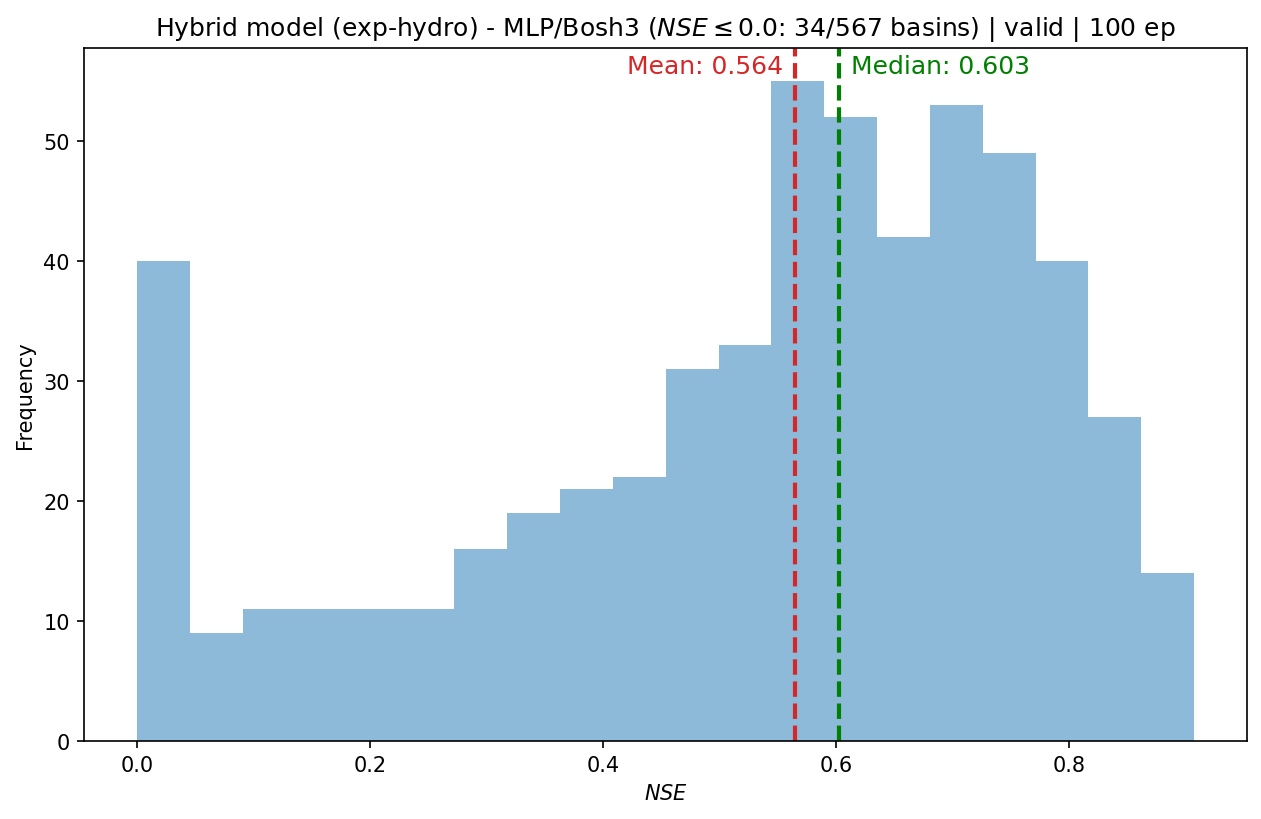 Hybrid model (exp-hydro) - MLP/Bosh3 (NSE ≤ 0.0: 34/567 basins) | valid | 100 ep
Mean: 0.564
Median: 0.603
Frequency
50
40
30
20
10
0
0.0
0.2
0.4
0.6
0.8
NSE